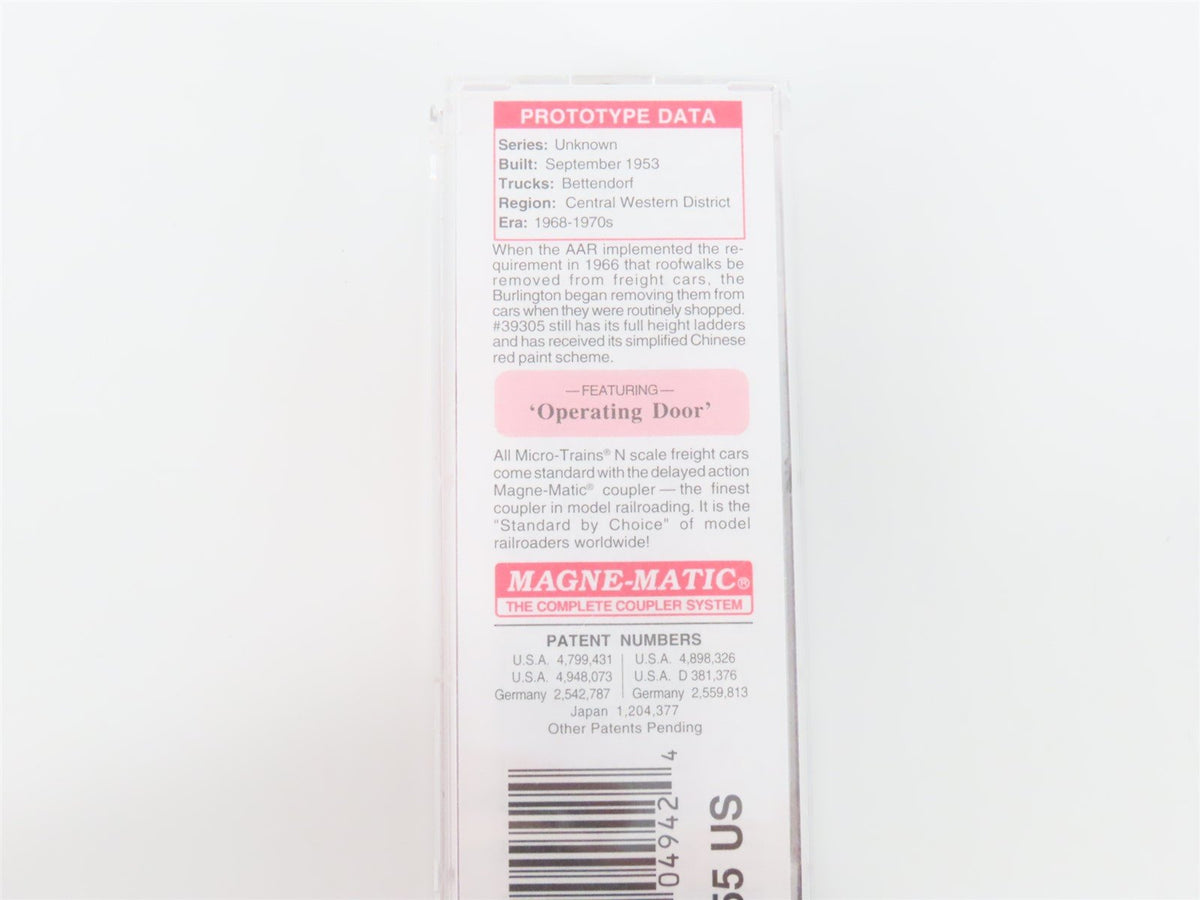 PROTOTYPE DATA
Series: Unknown
Built: September 1953
Trucks: Bettendorf
Region: Central Western District
Era: 1968-1970s
When the AAR implemented the re-
quirement in 1966 that roofwalks be
removed from freight cars, the
Burlington began removing them from
cars when they were routinely shopped.
#39305 still has its full height ladders
and has received its simplified Chinese
red paint scheme.
—FEATURING—
'Operating Door'
All Micro-Trains® N scale freight cars
come standard with the delayed action
Magne-Matic® coupler — the finest
coupler in model railroading. It is the
"Standard by Choice" of model
railroaders worldwide!
MAGNE-MATIC®
THE COMPLETE COUPLER SYSTEM
PATENT NUMBERS
U.S.A. 4,799,431 | U.S.A. 4,898,326
U.S.A. 4,948,073 | U.S.A. D 381,376
Germany 2,542,787 | Germany 2,559,813
Japan 1,204,377
Other Patents Pending
04942 4
55 US